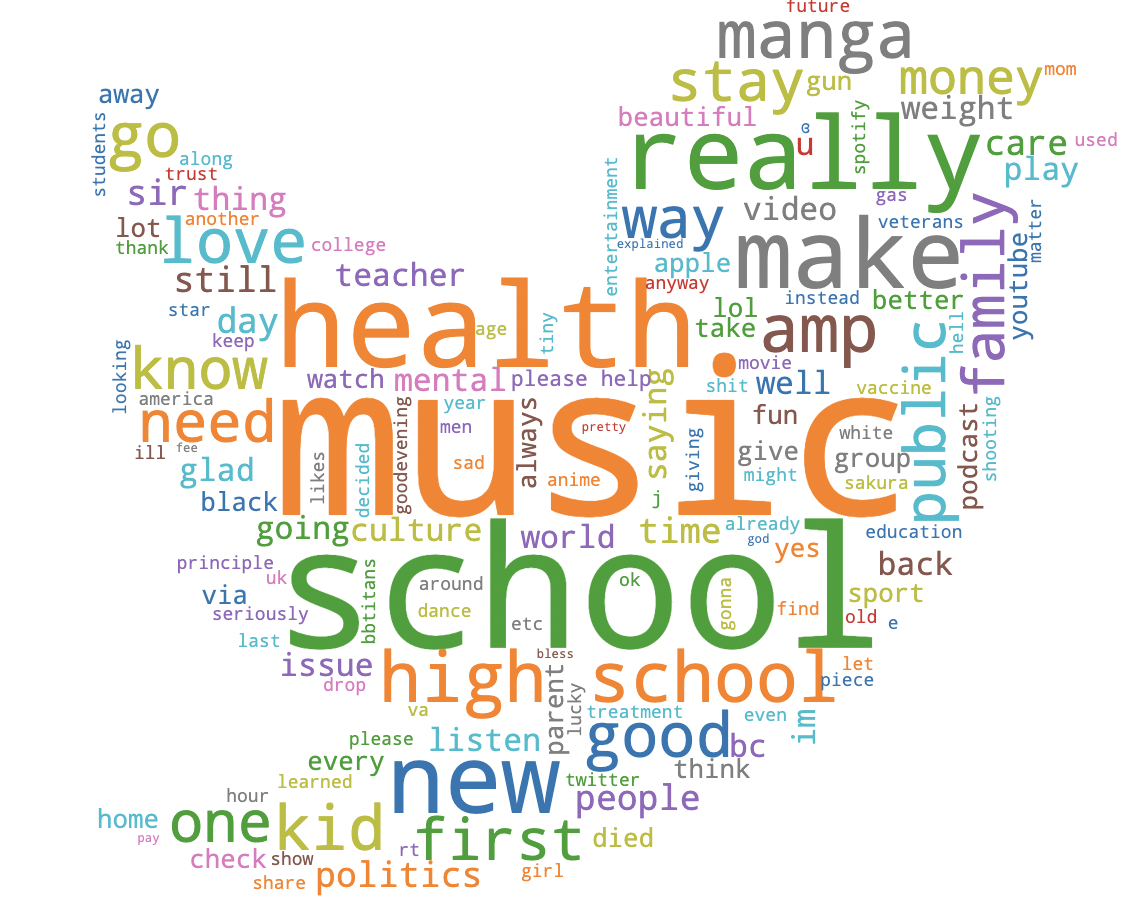 future
manga
stay
gun
money
mom
away
beautiful
weight
students
go
really
ɞ
u
spotify
care
used
along
trust
play
sir
thing
entertainment
gas
another
way
video
veterans
matter
lot
love
thank
college
explained
make
family
youtube
still
teacher
apple
anyway
health
instead
better
star
day
lol
take
amp
hell
keep
age
tiny
looking
know
watch
mental
please help
movie
shit
well
vaccine
public
america
need
music
goodevening
year
men
always
pretty
saying
fun
white
podcast
shooting
ill
fee
glad
likes
decided
sad
anime
giving
give
might
group
sakura
black
j
going
culture
world
time
already
god
yes
education
principle
uk
via
seriously
bbtitans
school
around
dance
etc
ok
gonna
find
back
sport
old
e
last
issue
drop
high school
bless
let
piece
va
parent
lucky
treatment
even
im
please
listen
good
bc
every
think
learned
new
twitter
people
hour
home
pay
one
kid
first
died
check
show
rt
share
politics
girl